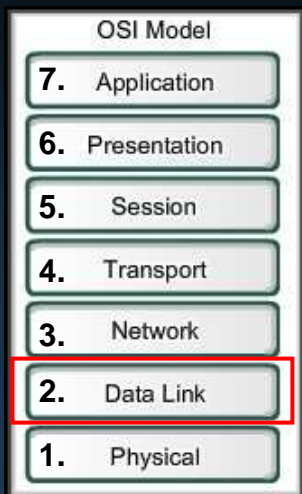 OSI Model
7. Application
6. Presentation
5. Session
4. Transport
3. Network
2. Data Link
1. Physical